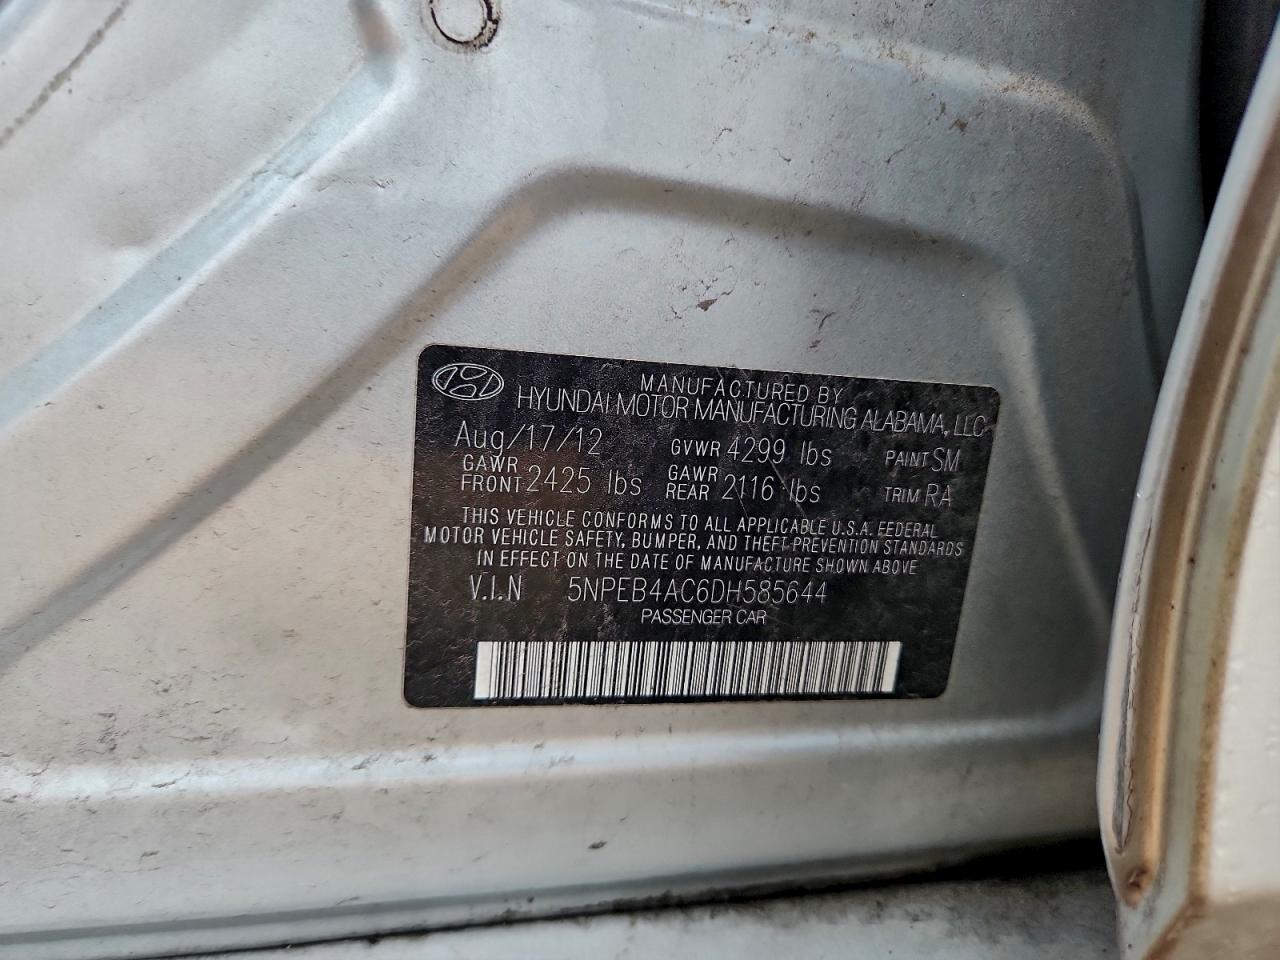 MANUFACTURED BY
HYUNDAI MOTOR MANUFACTURING ALABAMA, LLC
Aug/17/12 GVWR 4299 lbs PAINT SM
GAWR FRONT 2425 lbs GAWR REAR 2116 lbs TRIM RA
THIS VEHICLE CONFORMS TO ALL APPLICABLE U.S.A. FEDERAL
MOTOR VEHICLE SAFETY, BUMPER, AND THEFT PREVENTION STANDARDS
IN EFFECT ON THE DATE OF MANUFACTURE SHOWN ABOVE
V.I.N 5NPEB4AC6DH585644
PASSENGER CAR